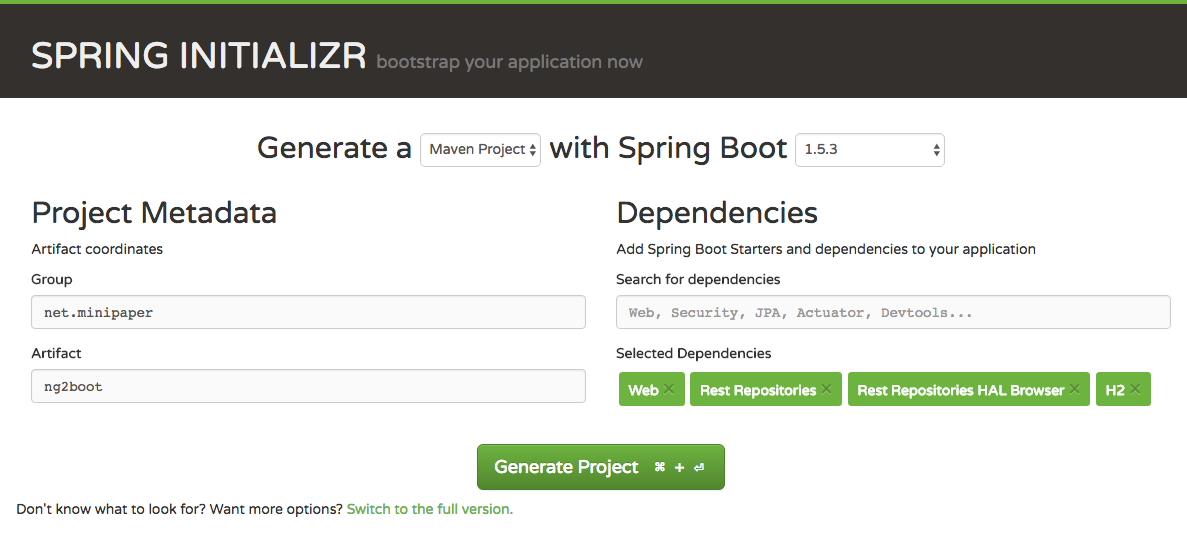 SPRING INITIALIZR bootstrap your application now
Generate a Maven Project with Spring Boot 1.5.3
Project Metadata
Artifact coordinates
Group
net.minipaper
Artifact
ng2boot
Dependencies
Add Spring Boot Starters and dependencies to your application
Search for dependencies
Web, Security, JPA, Actuator, Devtools...
Selected Dependencies
Web × Rest Repositories × Rest Repositories HAL Browser × H2 ×
Generate Project ⌘ + ⏎
Don't know what to look for? Want more options? Switch to the full version.